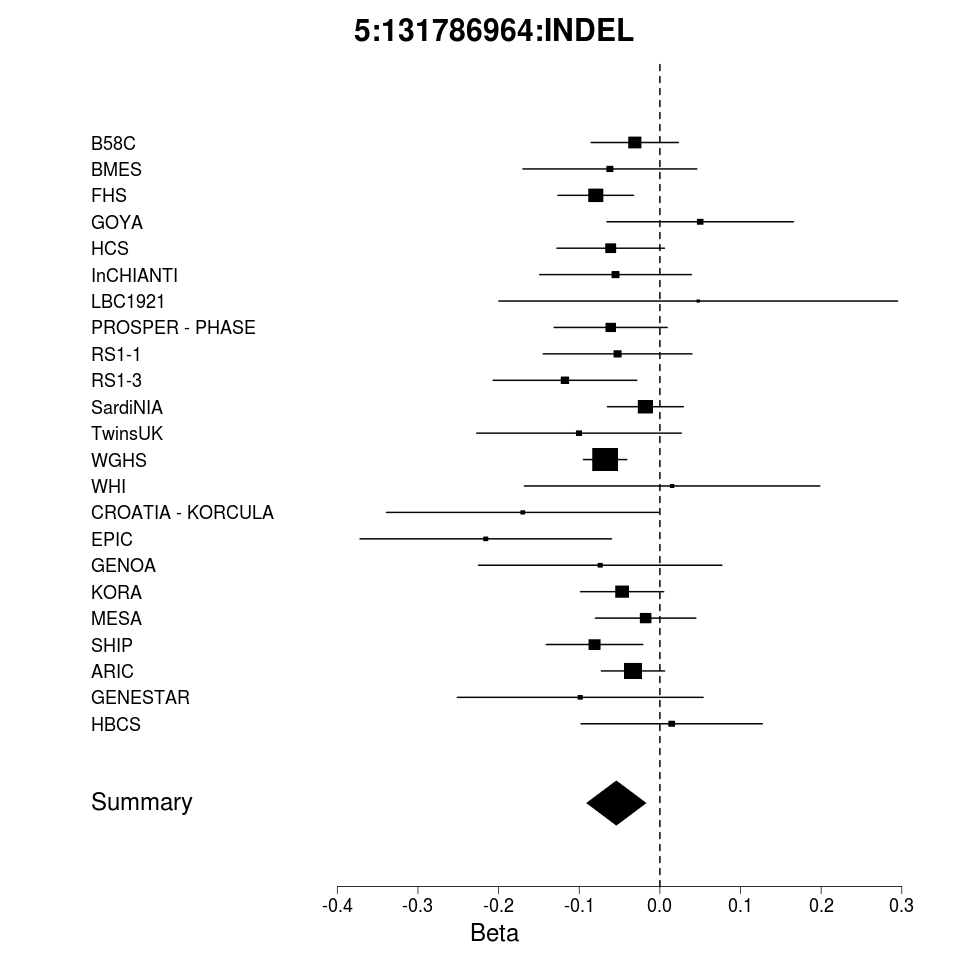 5:131786964:INDEL
B58C
BMES
FHS
GOYA
HCS
InCHIANTI
LBC1921
PROSPER - PHASE
RS1-1
RS1-3
SardiNIA
TwinsUK
WGHS
WHI
CROATIA - KORCULA
EPIC
GENOA
KORA
MESA
SHIP
ARIC
GENESTAR
HBCS
Summary
-0.4 -0.3 -0.2 -0.1 0.0 0.1 0.2 0.3
Beta